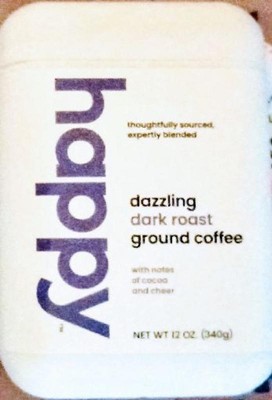 happy
thoughtfully sourced,
expertly blended
dazzling
dark roast
ground coffee
with notes
of cocoa
and cheer
NET WT 12 OZ. (340g)